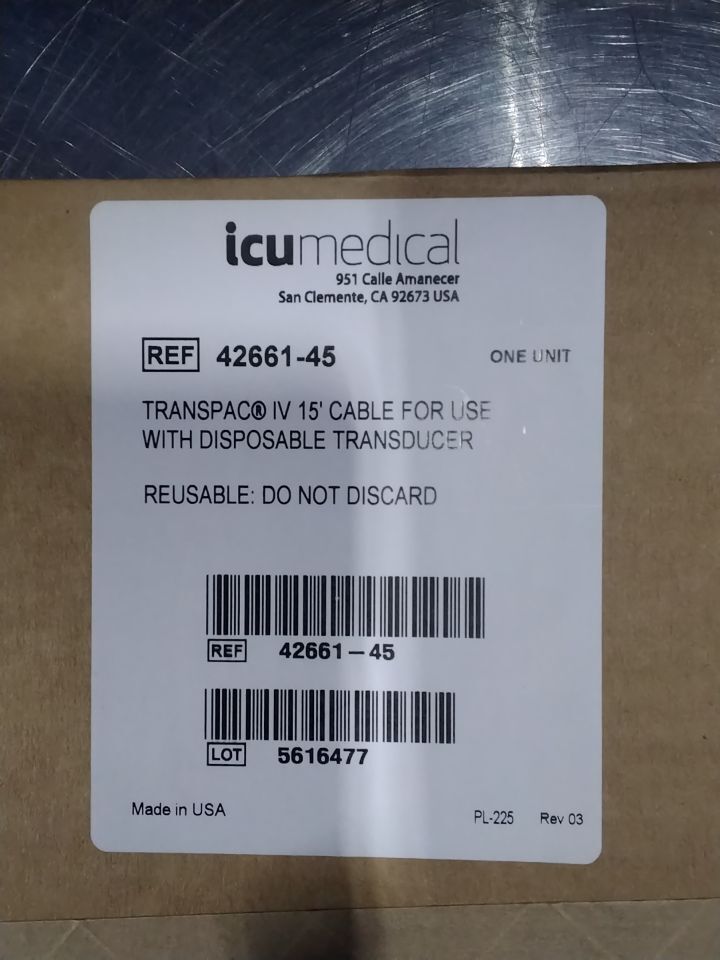 icumedical
951 Calle Amanecer
San Clemente, CA 92673 USA
REF 42661-45 ONE UNIT
TRANSPAC® IV 15' CABLE FOR USE
WITH DISPOSABLE TRANSDUCER
REUSABLE: DO NOT DISCARD
REF 42661-45
LOT 5616477
Made in USA PL-225 Rev 03